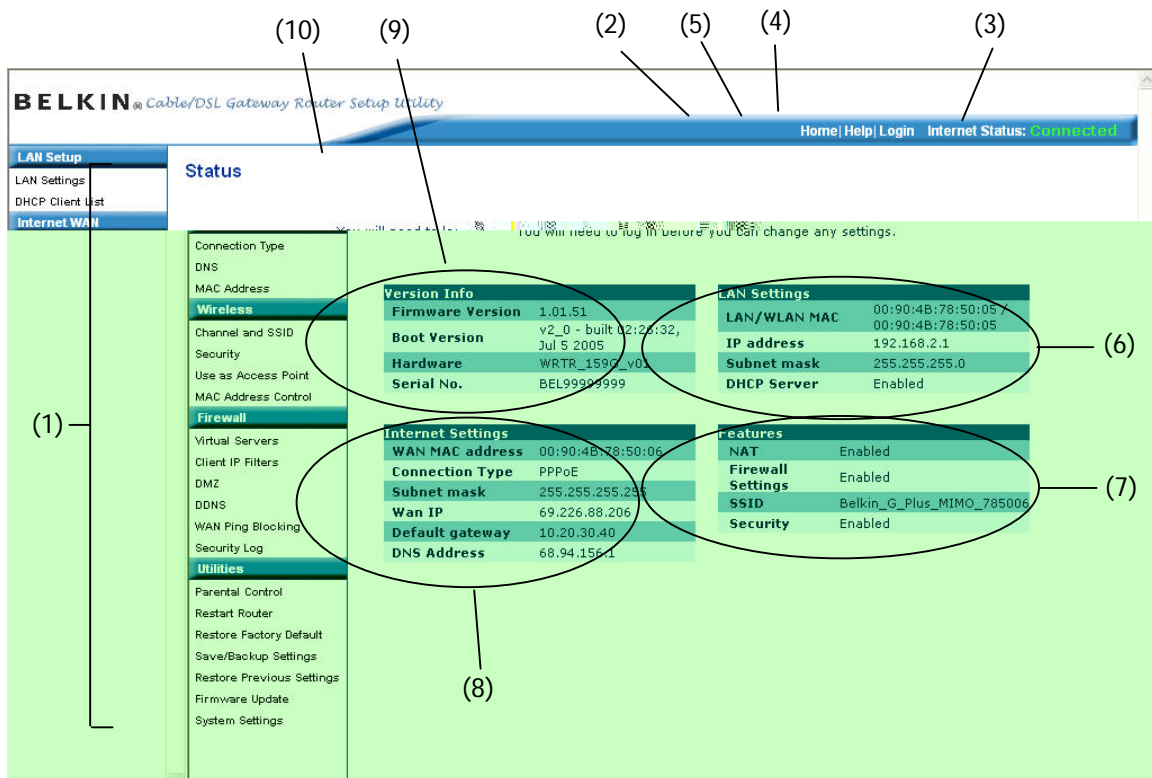 (10) (9) (2) (5) (4) (3)
BELKIN® Cable/DSL Gateway Router Setup Utility
Home| Help| Login Internet Status: Connected
LAN Setup
LAN Settings
DHCP Client List
Internet WAN
Connection Type
DNS
MAC Address
Wireless
Channel and SSID
Security
Use as Access Point
MAC Address Control
Firewall
Virtual Servers
Client IP Filters
DMZ
DDNS
WAN Ping Blocking
Security Log
Utilities
Parental Control
Restart Router
Restore Factory Default
Save/Backup Settings
Restore Previous Settings
Firmware Update
System Settings
(1)
Status
You will need to log in before you can change any settings.
Version Info
Firmware Version 1.01.51
Boot Version v2_0 - built 02:26:32,
Jul 5 2005
Hardware WRTR_159G_v01
Serial No. BEL99999999
LAN Settings
LAN/WLAN MAC 00:90:4B:78:50:05 /
00:90:4B:78:50:05
IP address 192.168.2.1
Subnet mask 255.255.255.0
DHCP Server Enabled
(6)
Internet Settings
WAN MAC address 00:90:4B:78:50:06
Connection Type PPPoE
Subnet mask 255.255.255.255
Wan IP 69.226.88.206
Default gateway 10.20.30.40
DNS Address 68.94.156.1
(8)
Features
NAT Enabled
Firewall
Settings Enabled
SSID Belkin_G_Plus_MIMO_785006
Security Enabled
(7)